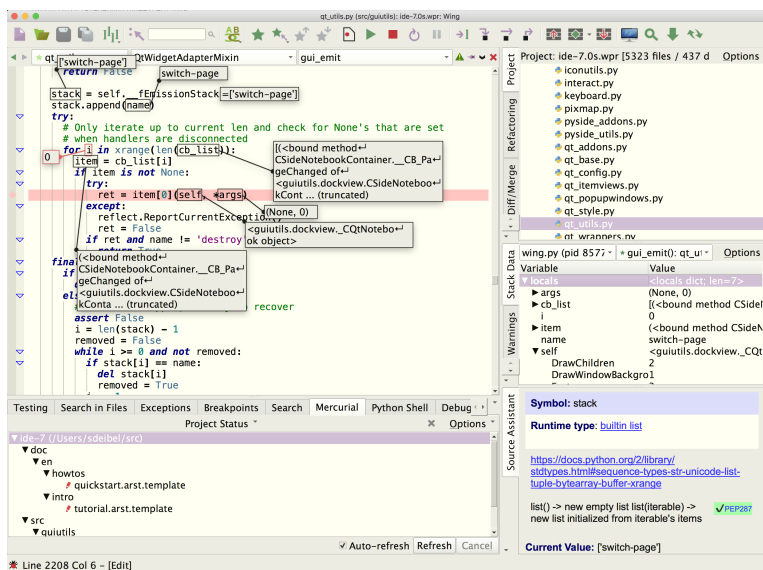 qt_utils.py (src/guiutils): ide-7.0s.wpr: Wing
QtWidgetAdapterMixin
gui_emit
Project: ide-7.0s.wpr [5323 files / 437 d
Options
['switch-page']
switch-page
return False
stack = self.__fEmissionStack =['switch-page']
stack.append(name)
try:
# Only iterate up to current len and check for None's that are set
# when handlers are disconnected
for i in xrange(len(cb_list)):
0
item = cb_list[i]
if item is not None:
try:
ret = item[0](self, *args)
except:
reflect.ReportCurrentException()
ret = False
if ret and name != 'destroy'
return True
[(<bound method↵
CSideNotebookContainer.__CB_Pa↵
geChanged of↵
<guiutils.dockview.CSideNoteboo↵
kCont ... (truncated)
(None, 0)
<guiutils.dockview._CQtNotebo↵
ok object>
(<bound method↵
CSideNotebookContainer.__CB_Pa↵
geChanged of↵
<guiutils.dockview.CSideNoteboo↵
kConta ... (truncated)
recover
assert False
i = len(stack) - 1
removed = False
while i >= 0 and not removed:
if stack[i] == name:
del stack[i]
removed = True
Project
Refactoring
Diff/Merge
iconutils.py
interact.py
keyboard.py
pixmap.py
pyside_addons.py
pyside_utils.py
qt_addons.py
qt_base.py
qt_config.py
qt_itemviews.py
qt_popupwindows.py
qt_style.py
qt_utils.py
qt_wrappers.py
Stack Data
Warnings
wing.py (pid 8577
gui_emit(): qt_ut
Options
Variable Value
locals <locals dict; len=7>
args (None, 0)
cb_list [(<bound method CSideN
i 0
item (<bound method CSideN
name switch-page
self <guiutils.dockview._CQt
DrawChildren 2
DrawWindowBackgro1
Testing Search in Files Exceptions Breakpoints Search Mercurial Python Shell Debug
Project Status
Options
ide-7 (/Users/sdeibel/src)
doc
en
howtos
quickstart.arst.template
intro
tutorial.arst.template
src
guiutils
Auto-refresh Refresh Cancel
Source Assistant
Symbol: stack
Runtime type: builtin list
https://docs.python.org/2/library/
stdtypes.html#sequence-types-str-unicode-list-
tuple-bytearray-buffer-xrange
list() -> new empty list list(iterable) ->
new list initialized from iterable's items
PEP287
Current Value: ['switch-page']
Line 2208 Col 6 - [Edit]